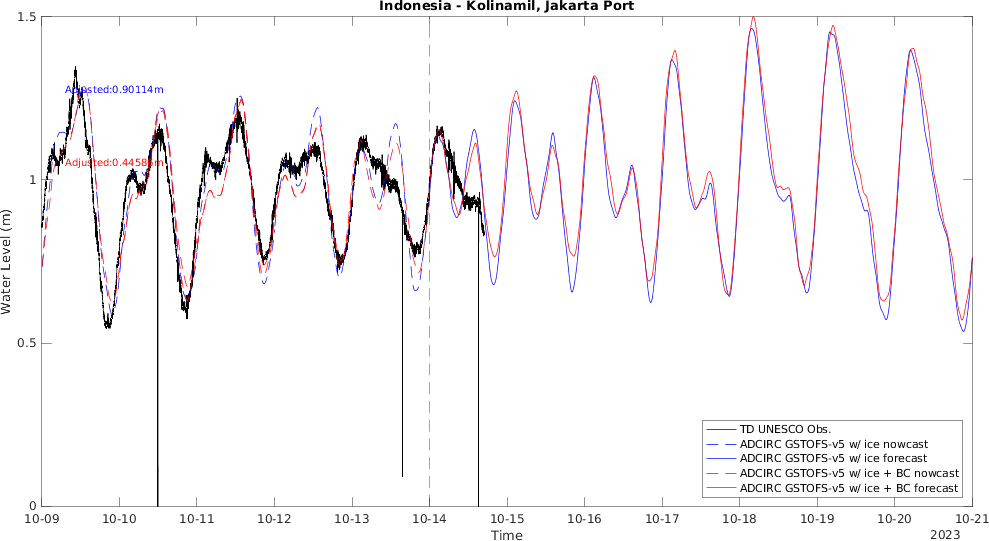 Indonesia - Kolinamil, Jakarta Port
1.5
Adjusted:0.90114m
Adjusted:0.44586m
1
Water Level (m)
0.5
TD UNESCO Obs.
ADCIRC GSTOFS-v5 w/ ice nowcast
ADCIRC GSTOFS-v5 w/ ice forecast
ADCIRC GSTOFS-v5 w/ ice + BC nowcast
ADCIRC GSTOFS-v5 w/ ice + BC forecast
0
10-09 10-10 10-11 10-12 10-13 10-14 10-15 10-16 10-17 10-18 10-19 10-20 10-21
Time
2023